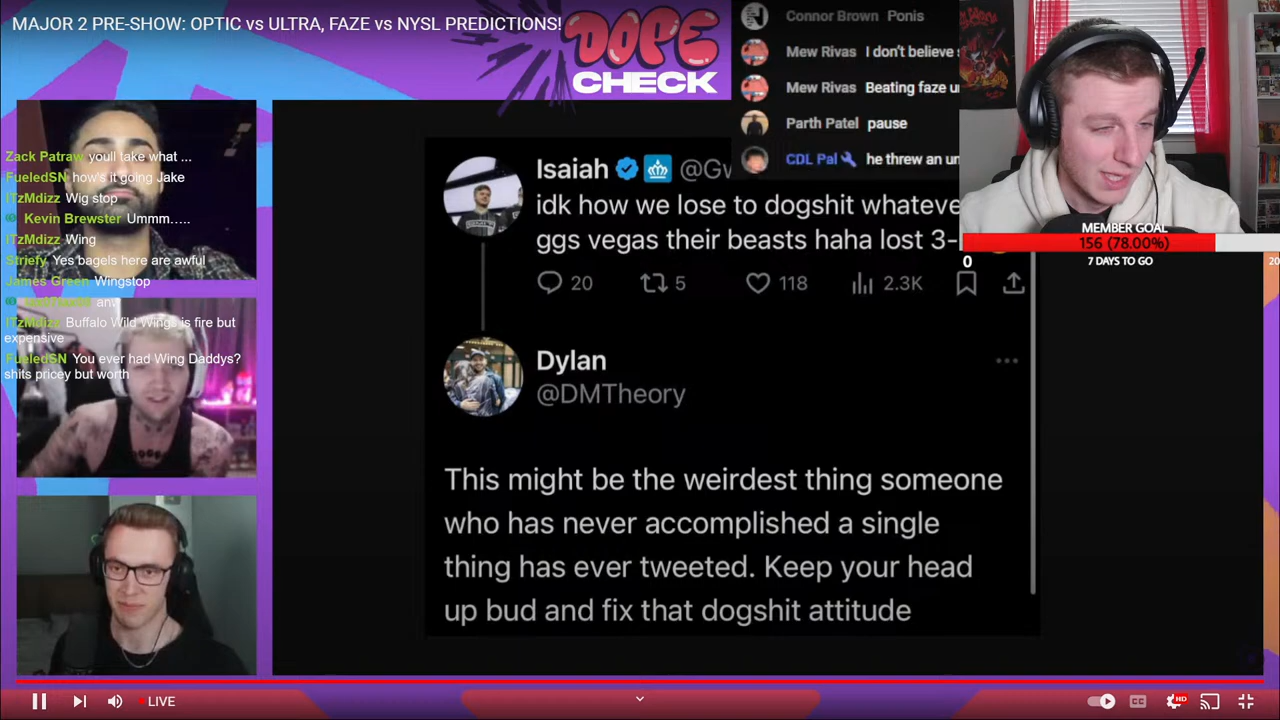 MAJOR 2 PRE-SHOW: OPTIC vs ULTRA, FAZE vs NYSL PREDICTIONS!
DOPE
CHECK
Connor Brown Ponis
Mew Rivas I don't believe
Mew Rivas Beating faze
Parth Patel pause
CDL Pal he threw an
Zack Patraw youll take what ...
FueledSN how's it going Jake
ITzMdizz Wig stop
Kevin Brewster Ummm.....
ITzMdizz Wing
Striefy Yes bagels here are awful
James Green Wingstop
ITzMdizz Buffalo Wild Wings is fire but
expensive
FueledSN You ever had Wing Daddys?
shits pricey but worth
Isaiah
idk how we lose to dogshit
ggs vegas their beasts haha lost 3-
20 5 118 2.3K
Dylan
@DMTheory
This might be the weirdest thing someone
who has never accomplished a single
thing has ever tweeted. Keep your head
up bud and fix that dogshit attitude
MEMBER GOAL
156 (78.00%)
0
20
7 DAYS TO GO
LIVE
CC
HD